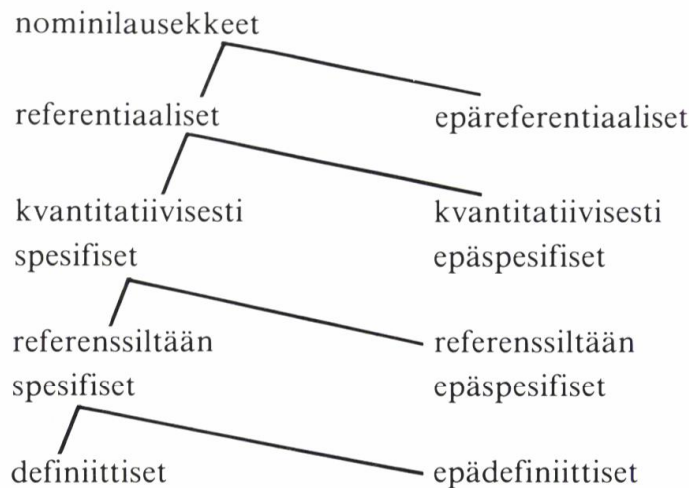 nominilausekkeet
referentiaaliset epäreferentiaaliset
kvantitatiivisesti kvantitatiivisesti
spesifiset epäspesifiset
referenssiltään referenssiltään
spesifiset epäspesifiset
definiittiset epädefiniittiset